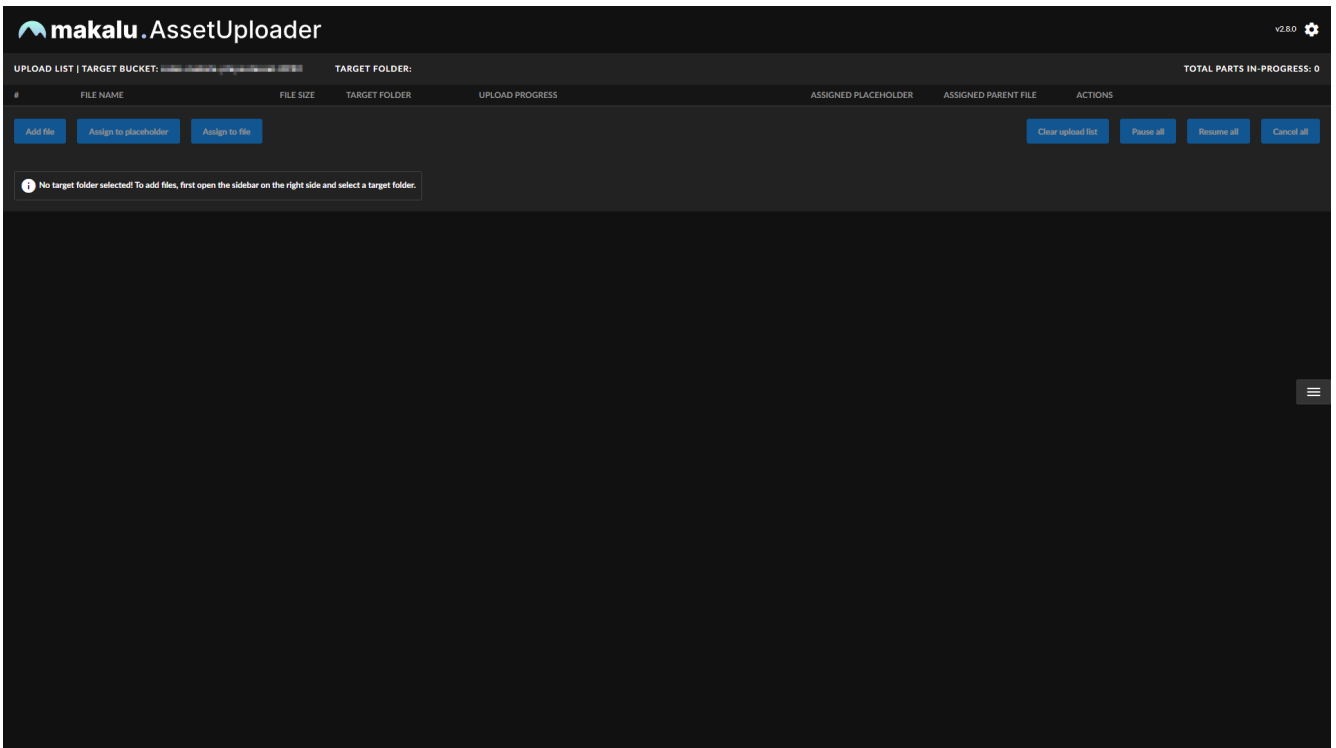 makalu.AssetUploader
v2.8.0
UPLOAD LIST | TARGET BUCKET:
TARGET FOLDER:
TOTAL PARTS IN-PROGRESS: 0
# FILE NAME FILE SIZE TARGET FOLDER UPLOAD PROGRESS ASSIGNED PLACEHOLDER ASSIGNED PARENT FILE ACTIONS
Add file Assign to placeholder Assign to file Clear upload list Pause all Resume all Cancel all
No target folder selected! To add files, first open the sidebar on the right side and select a target folder.